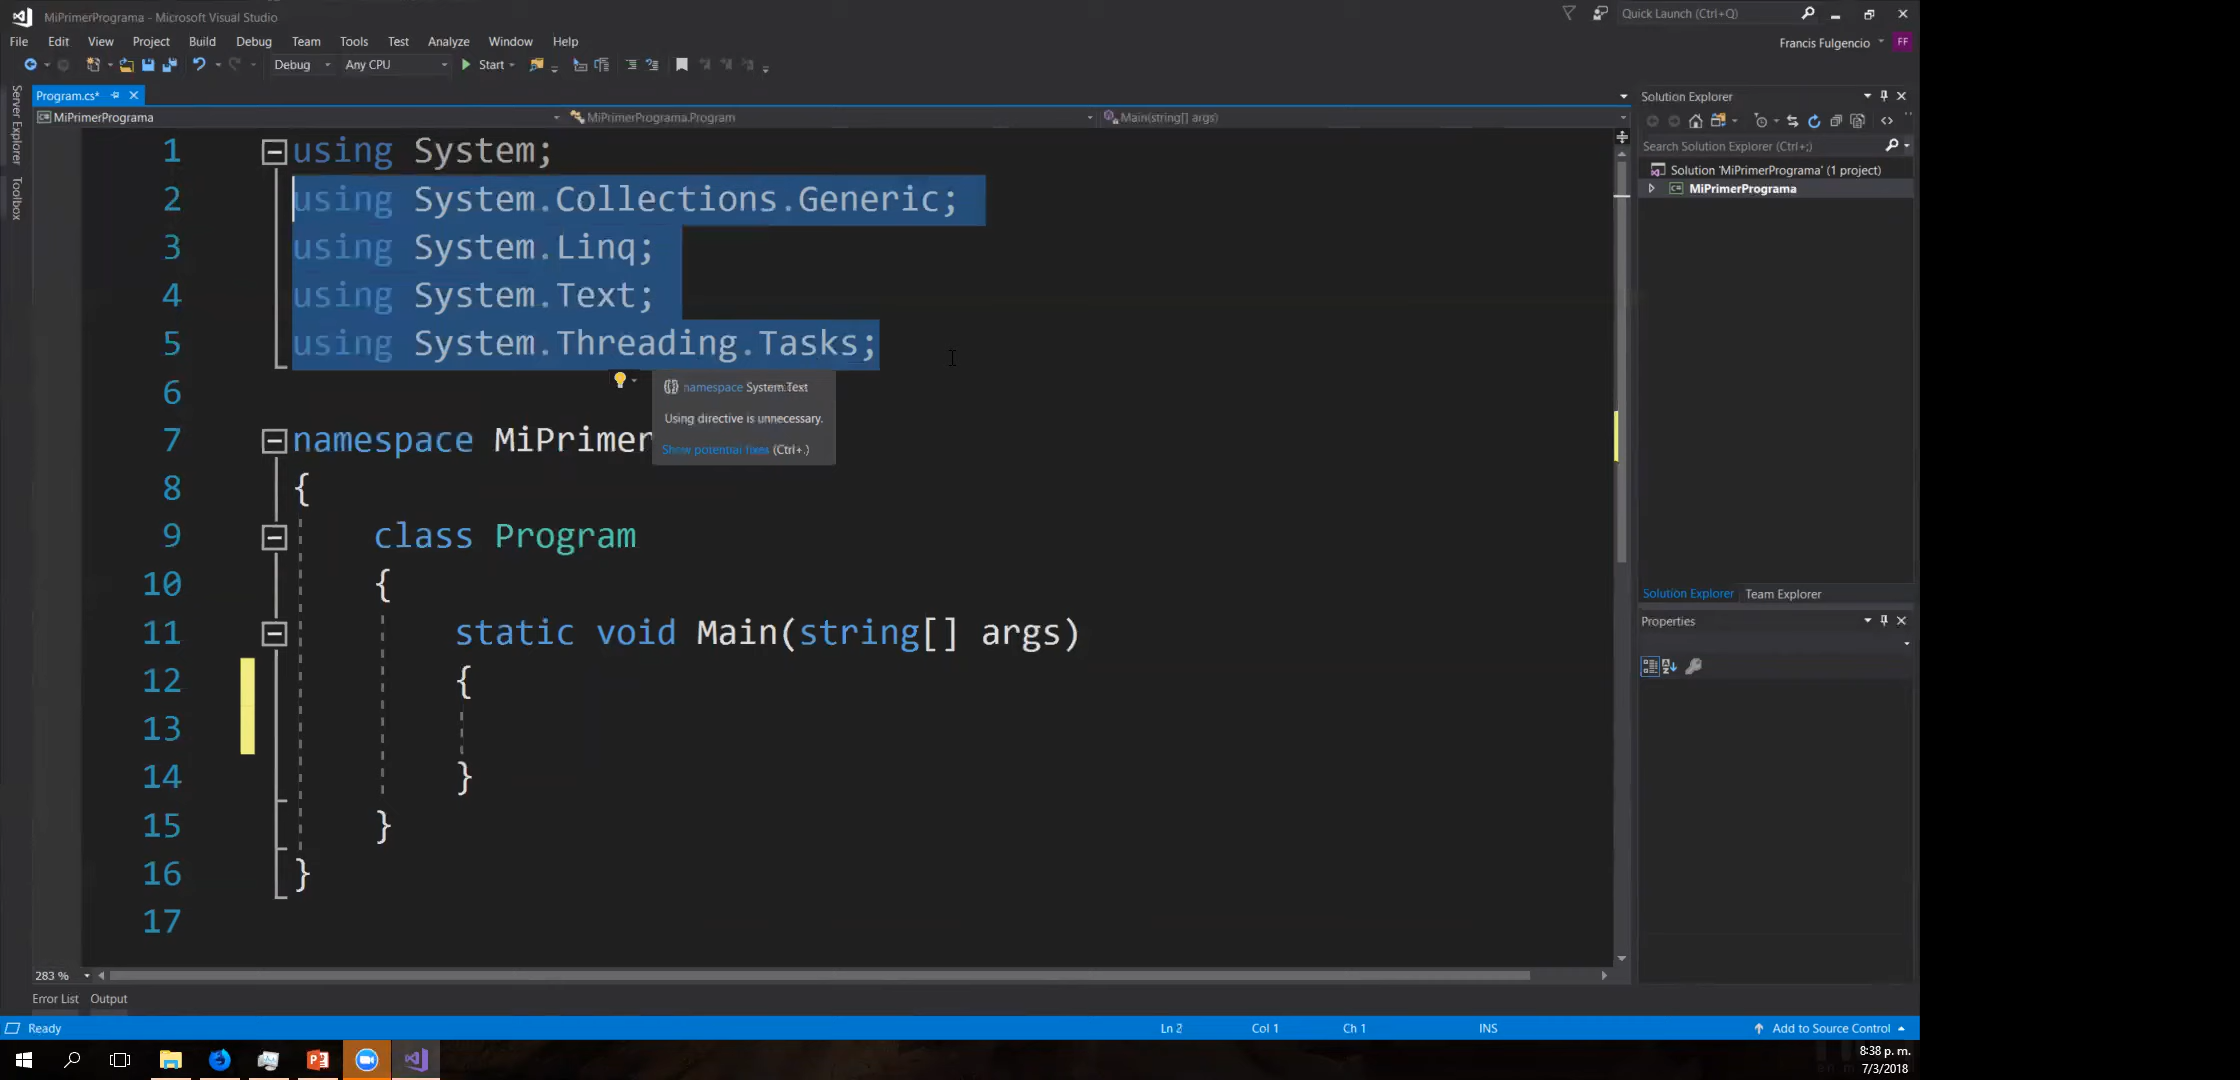 MiPrimerPrograma - Microsoft Visual Studio
Quick Launch (Ctrl+Q)
File Edit View Project Build Debug Team Tools Test Analyze Window Help
Francis Fulgencio FF
Debug Any CPU Start
Server Explorer
Toolbox
Program.cs*
MiPrimerPrograma MiPrimerPrograma.Program Main(string[] args)
1 using System;
2 using System.Collections.Generic;
3 using System.Linq;
4 using System.Text;
5 using System.Threading.Tasks;
6
namespace System.Text
Using directive is unnecessary.
Show potential fixes (Ctrl+.)
7 namespace MiPrimer
8 {
9 class Program
10 {
11 static void Main(string[] args)
12 {
13
14 }
15 }
16 }
17
283 %
Error List Output
Solution Explorer
Search Solution Explorer (Ctrl+;)
Solution 'MiPrimerPrograma' (1 project)
MiPrimerPrograma
Solution Explorer Team Explorer
Properties
Ready Ln 2 Col 1 Ch 1 INS Add to Source Control
8:38 p. m.
7/3/2018